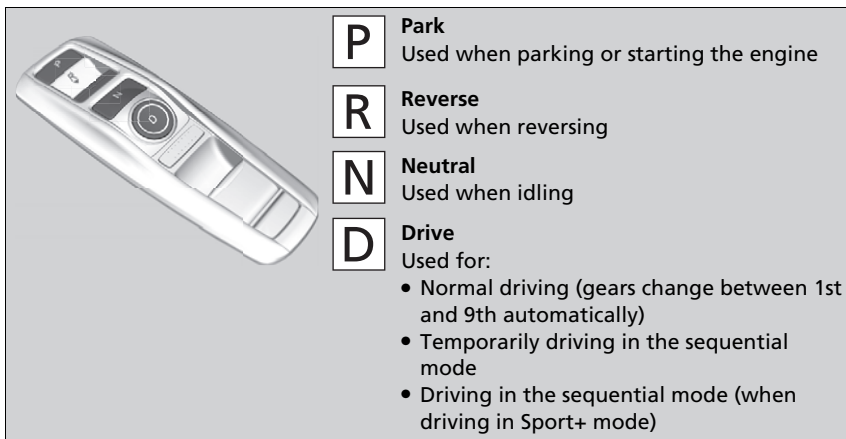 P
Park
Used when parking or starting the engine
R
Reverse
Used when reversing
N
Neutral
Used when idling
D
Drive
Used for:
● Normal driving (gears change between 1st
and 9th automatically)
● Temporarily driving in the sequential
mode
● Driving in the sequential mode (when
driving in Sport+ mode)
P
R
N
D